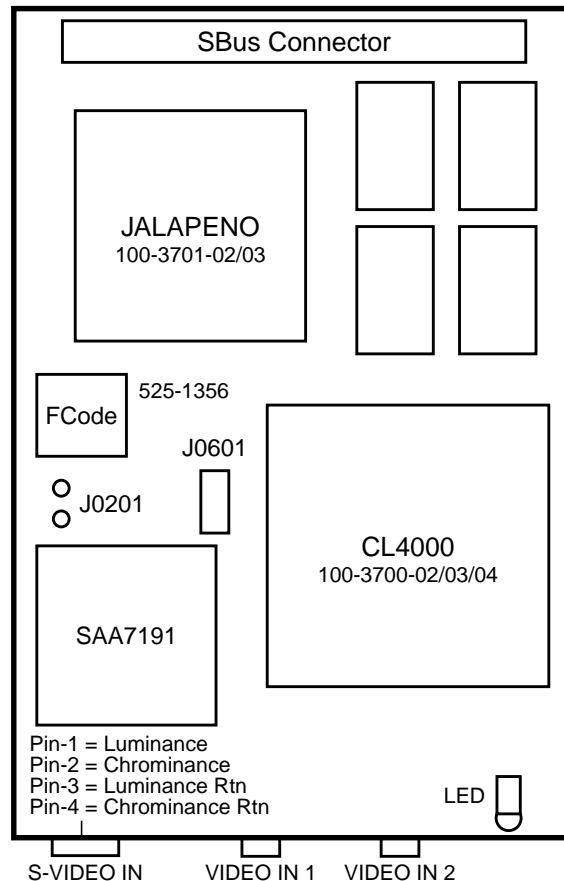 SBus Connector
JALAPENO
100-3701-02/03
FCode
525-1356
J0601
J0201
CL4000
100-3700-02/03/04
SAA7191
Pin-1 = Luminance
Pin-2 = Chrominance
Pin-3 = Luminance Rtn
Pin-4 = Chrominance Rtn
LED
S-VIDEO IN
VIDEO IN 1
VIDEO IN 2